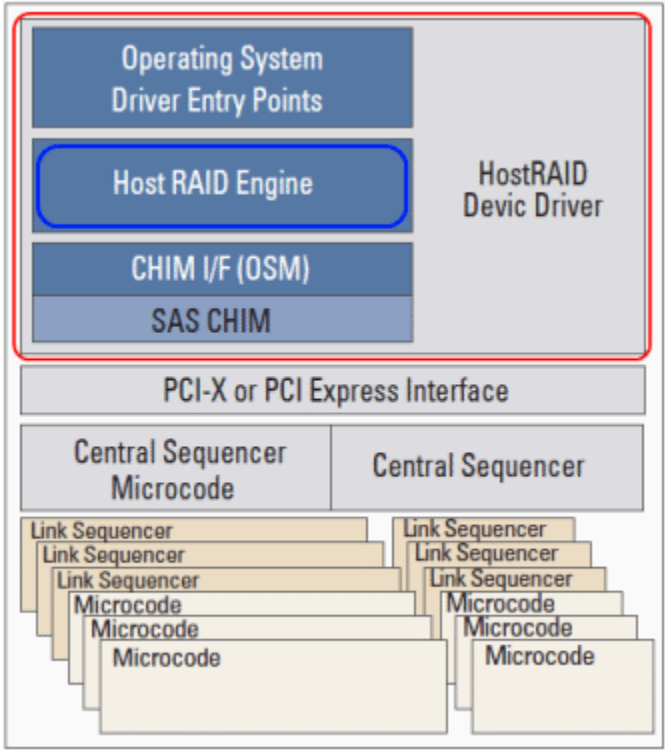 Operating System
Driver Entry Points
Host RAID Engine
CHIM I/F (OSM)
SAS CHIM
HostRAID
Devic Driver
PCI-X or PCI Express Interface
Central Sequencer
Microcode
Central Sequencer
Link Sequencer
Link Sequencer
Link Sequencer
Microcode
Microcode
Microcode
Link Sequencer
Link Sequencer
Link Sequencer
Microcode
Microcode
Microcode